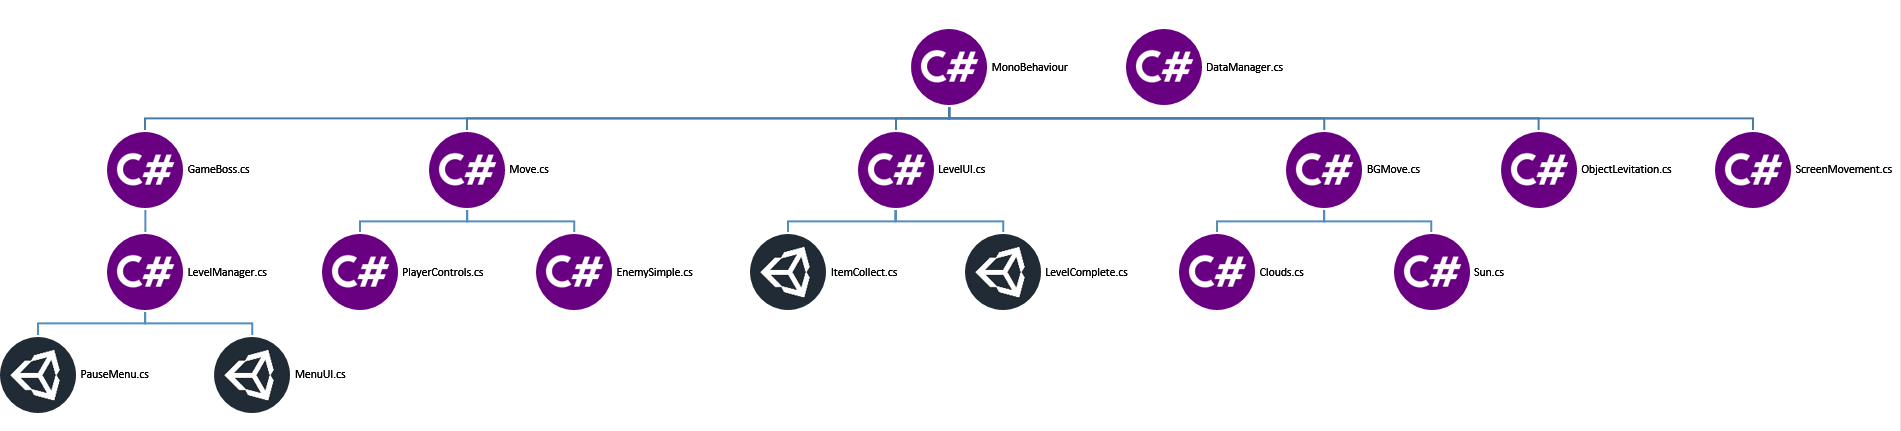 C# MonoBehaviour
C# DataManager.cs
C# GameBoss.cs
C# Move.cs
C# LevelUI.cs
C# BGMove.cs
C# ObjectLevitation.cs
C# ScreenMovement.cs
C# LevelManager.cs
C# PlayerControls.cs
C# EnemySimple.cs
ItemCollect.cs
LevelComplete.cs
C# Clouds.cs
C# Sun.cs
PauseMenu.cs
MenuUI.cs